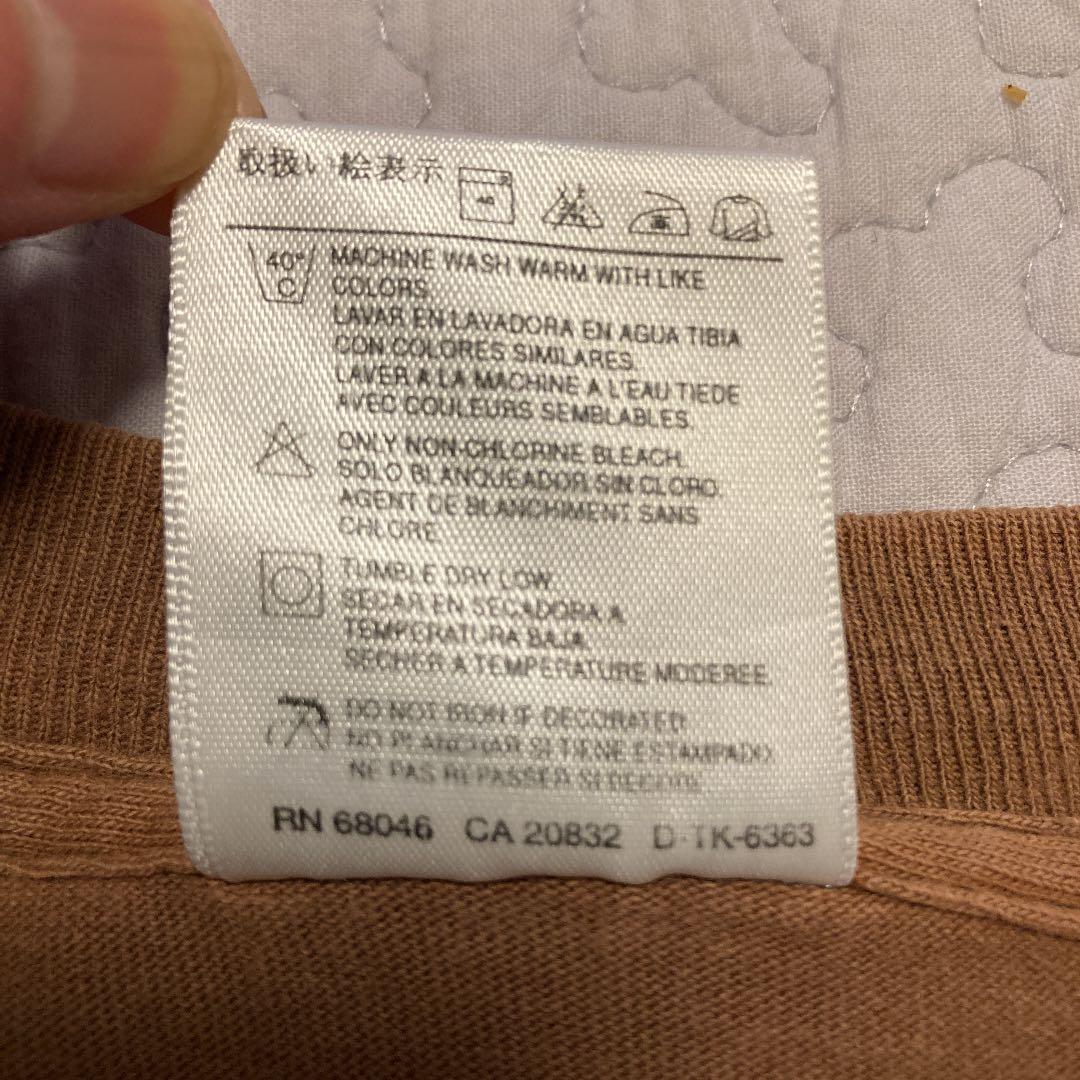 取扱い絵表示
40
40°
C
MACHINE WASH WARM WITH LIKE
COLORS.
LAVAR EN LAVADORA EN AGUA TIBIA
CON COLORES SIMILARES.
LAVER A LA MACHINE A L'EAU TIEDE
AVEC COULEURS SEMBLABLES.
ONLY NON-CHLORINE BLEACH.
SOLO BLANQUEADOR SIN CLORO.
AGENT DE BLANCHIMENT SANS
CHLORE
TUMBLE DRY LOW
SECAR EN SECADORA A
TEMPERATURA BAJA.
SECHER A TEMPERATURE MODEREE.
DO NOT IRON IF DECORATED.
NO PLANCHAR SI TIENE ESTAMPADO.
NE PAS REPASSER SI DECORE.
RN 68046 CA 20832 D-TK-6363